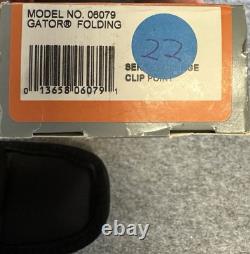 MODEL NO. 06079
GATOR® FOLDING
22
CLIP POINT
0 13658 06079 1